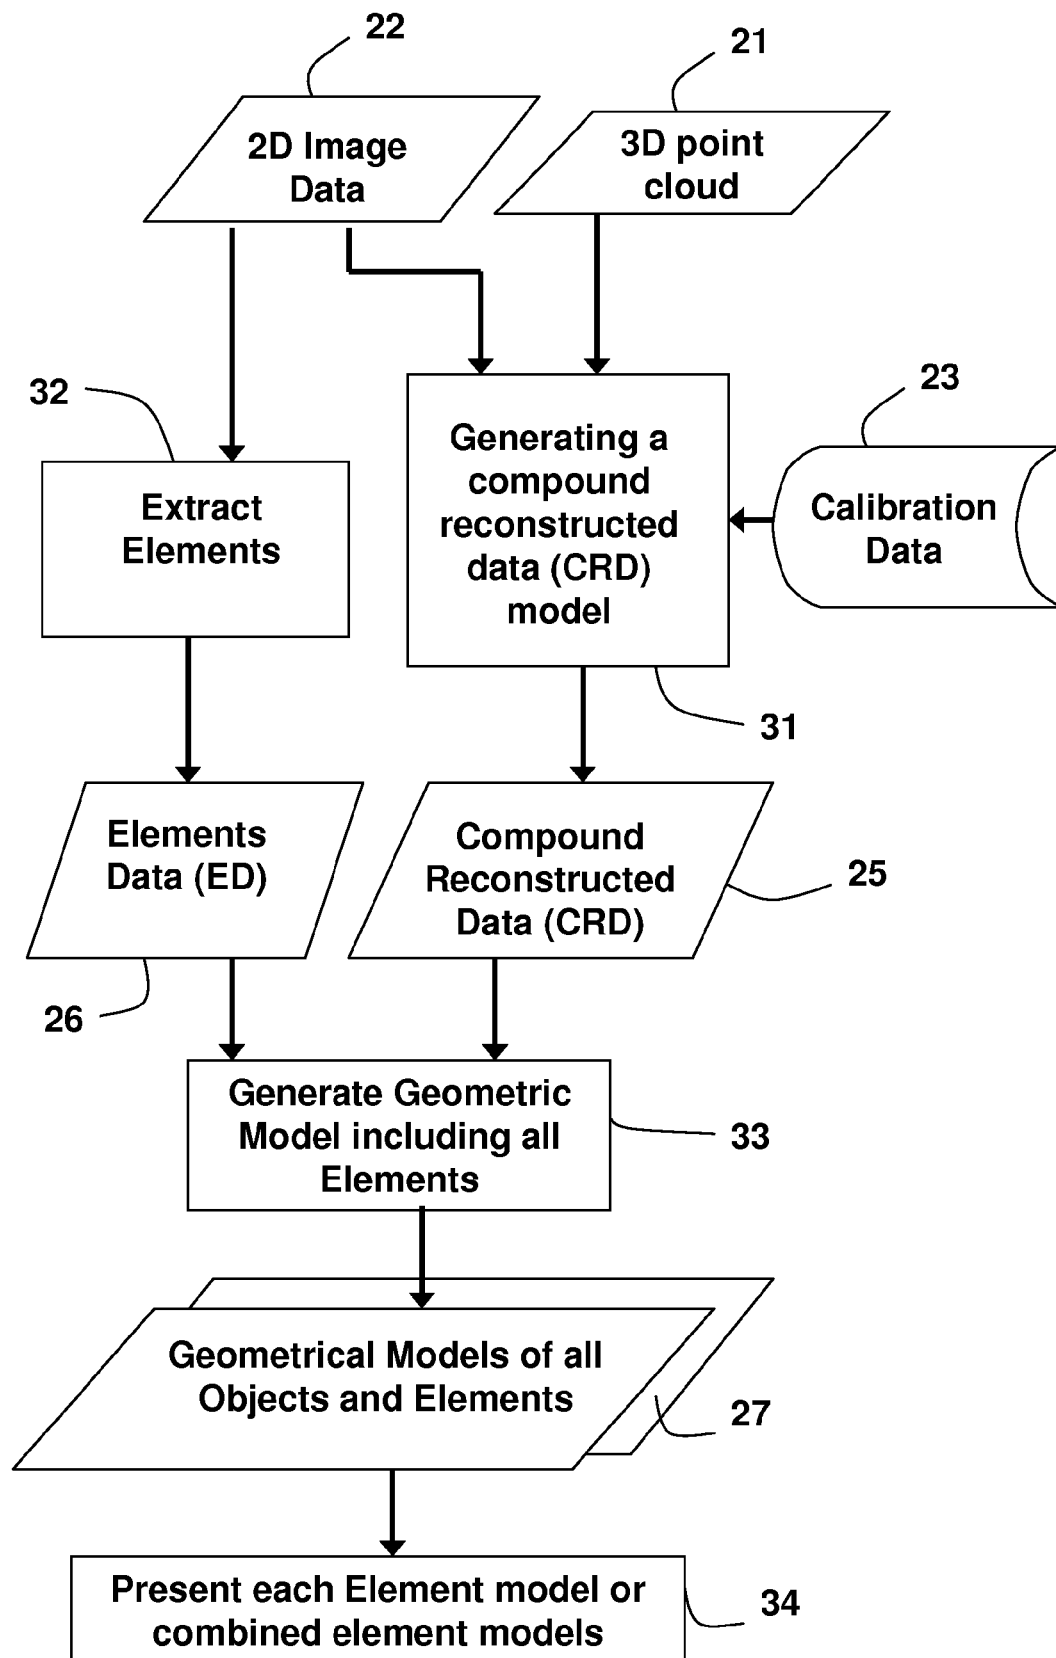 22
21
2D Image
Data
3D point
cloud
32
23
Generating a
compound
reconstructed
data (CRD)
model
Extract
Elements
Calibration
Data
31
Elements
Data (ED)
Compound
Reconstructed
Data (CRD)
25
26
Generate Geometric
Model including all
Elements
33
Geometrical Models of all
Objects and Elements
27
Present each Element model or
combined element models
34